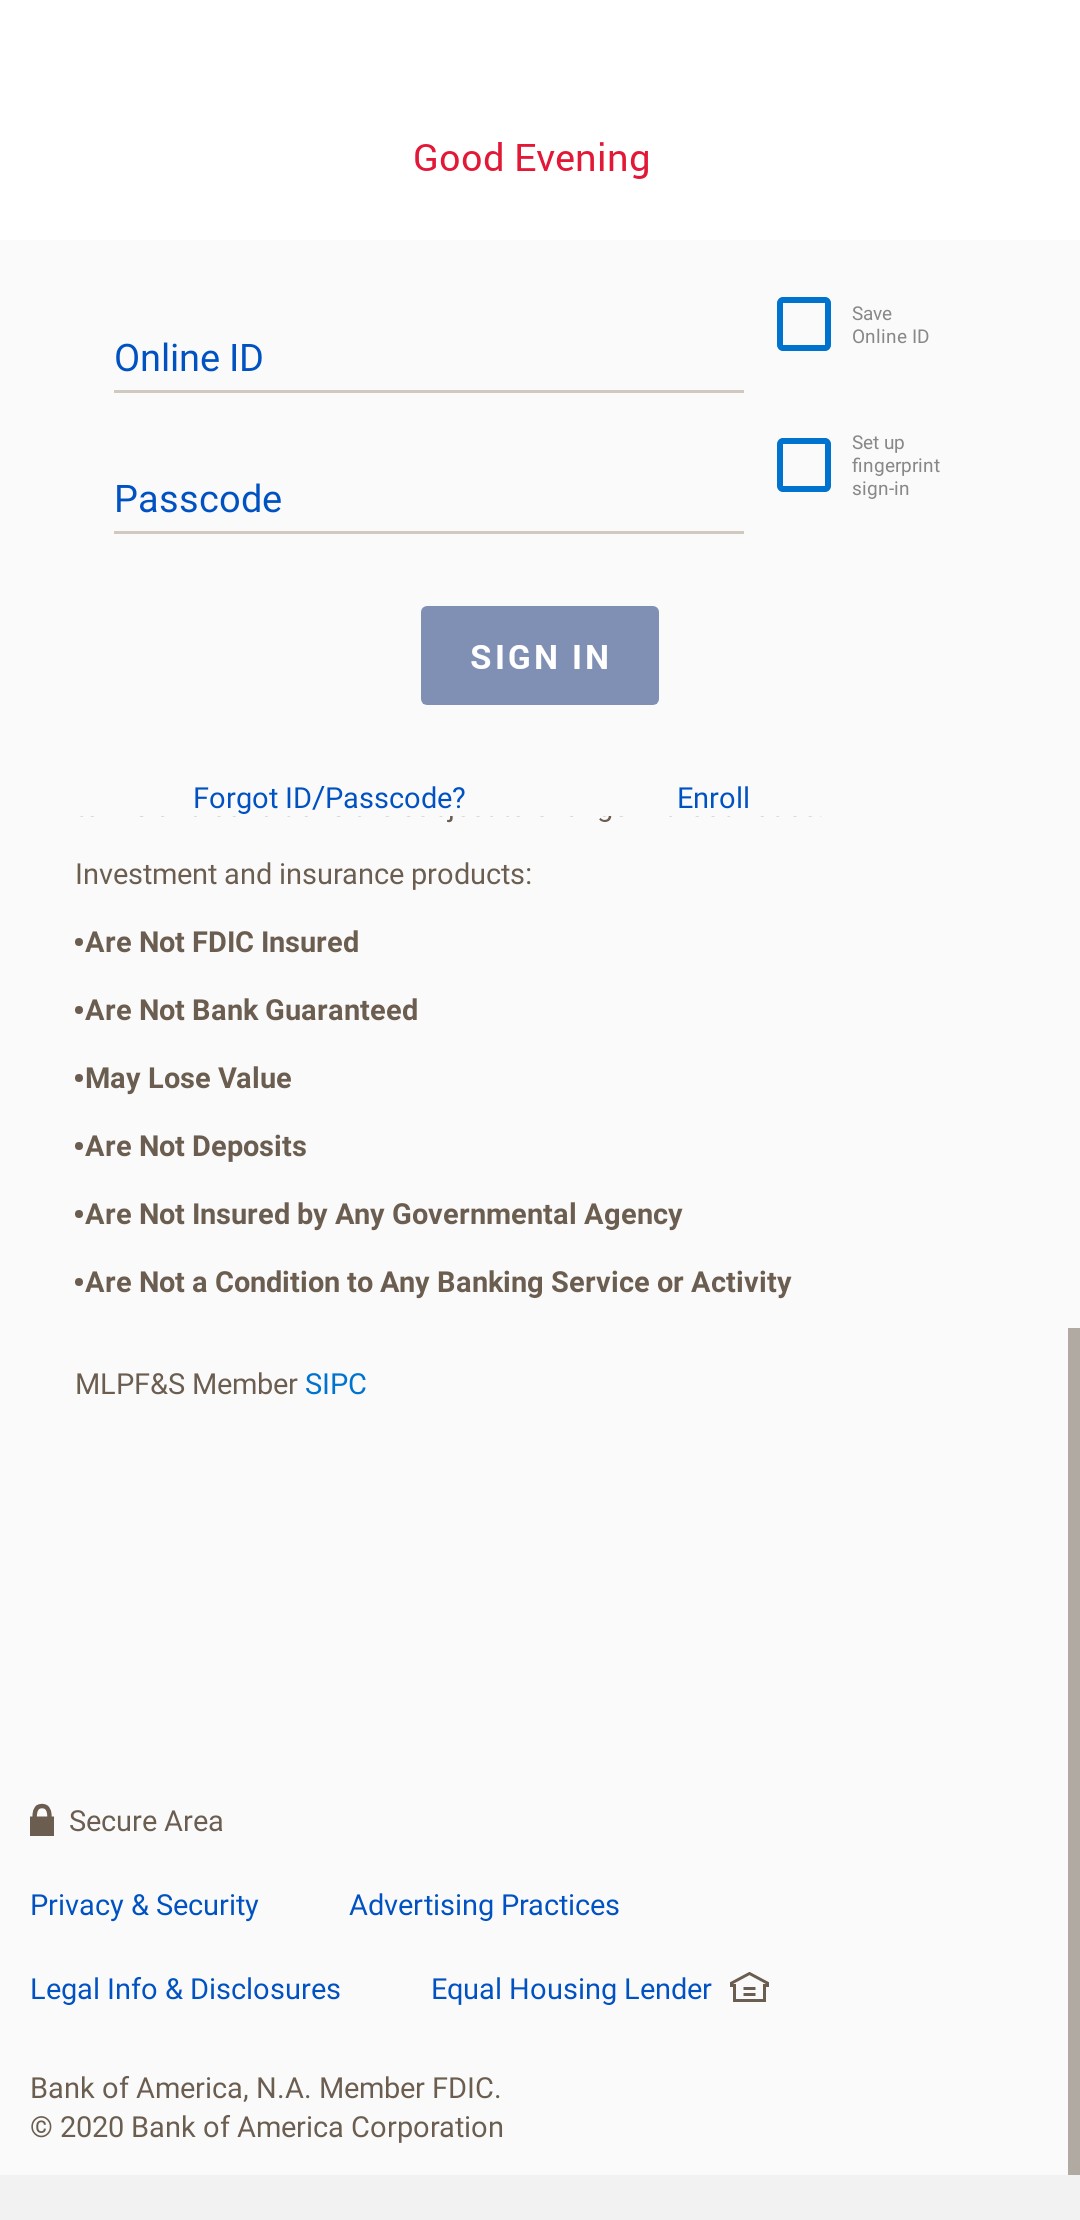 Good Evening
Save
Online ID
Online ID
Set up
fingerprint
sign-in
Passcode
SIGN IN
Forgot ID/Passcode?
Enroll
Investment and insurance products:
•Are Not FDIC Insured
•Are Not Bank Guaranteed
•May Lose Value
•Are Not Deposits
•Are Not Insured by Any Governmental Agency
•Are Not a Condition to Any Banking Service or Activity
MLPF&S Member SIPC
Secure Area
Privacy & Security
Advertising Practices
Legal Info & Disclosures
Equal Housing Lender
Bank of America, N.A. Member FDIC.
© 2020 Bank of America Corporation